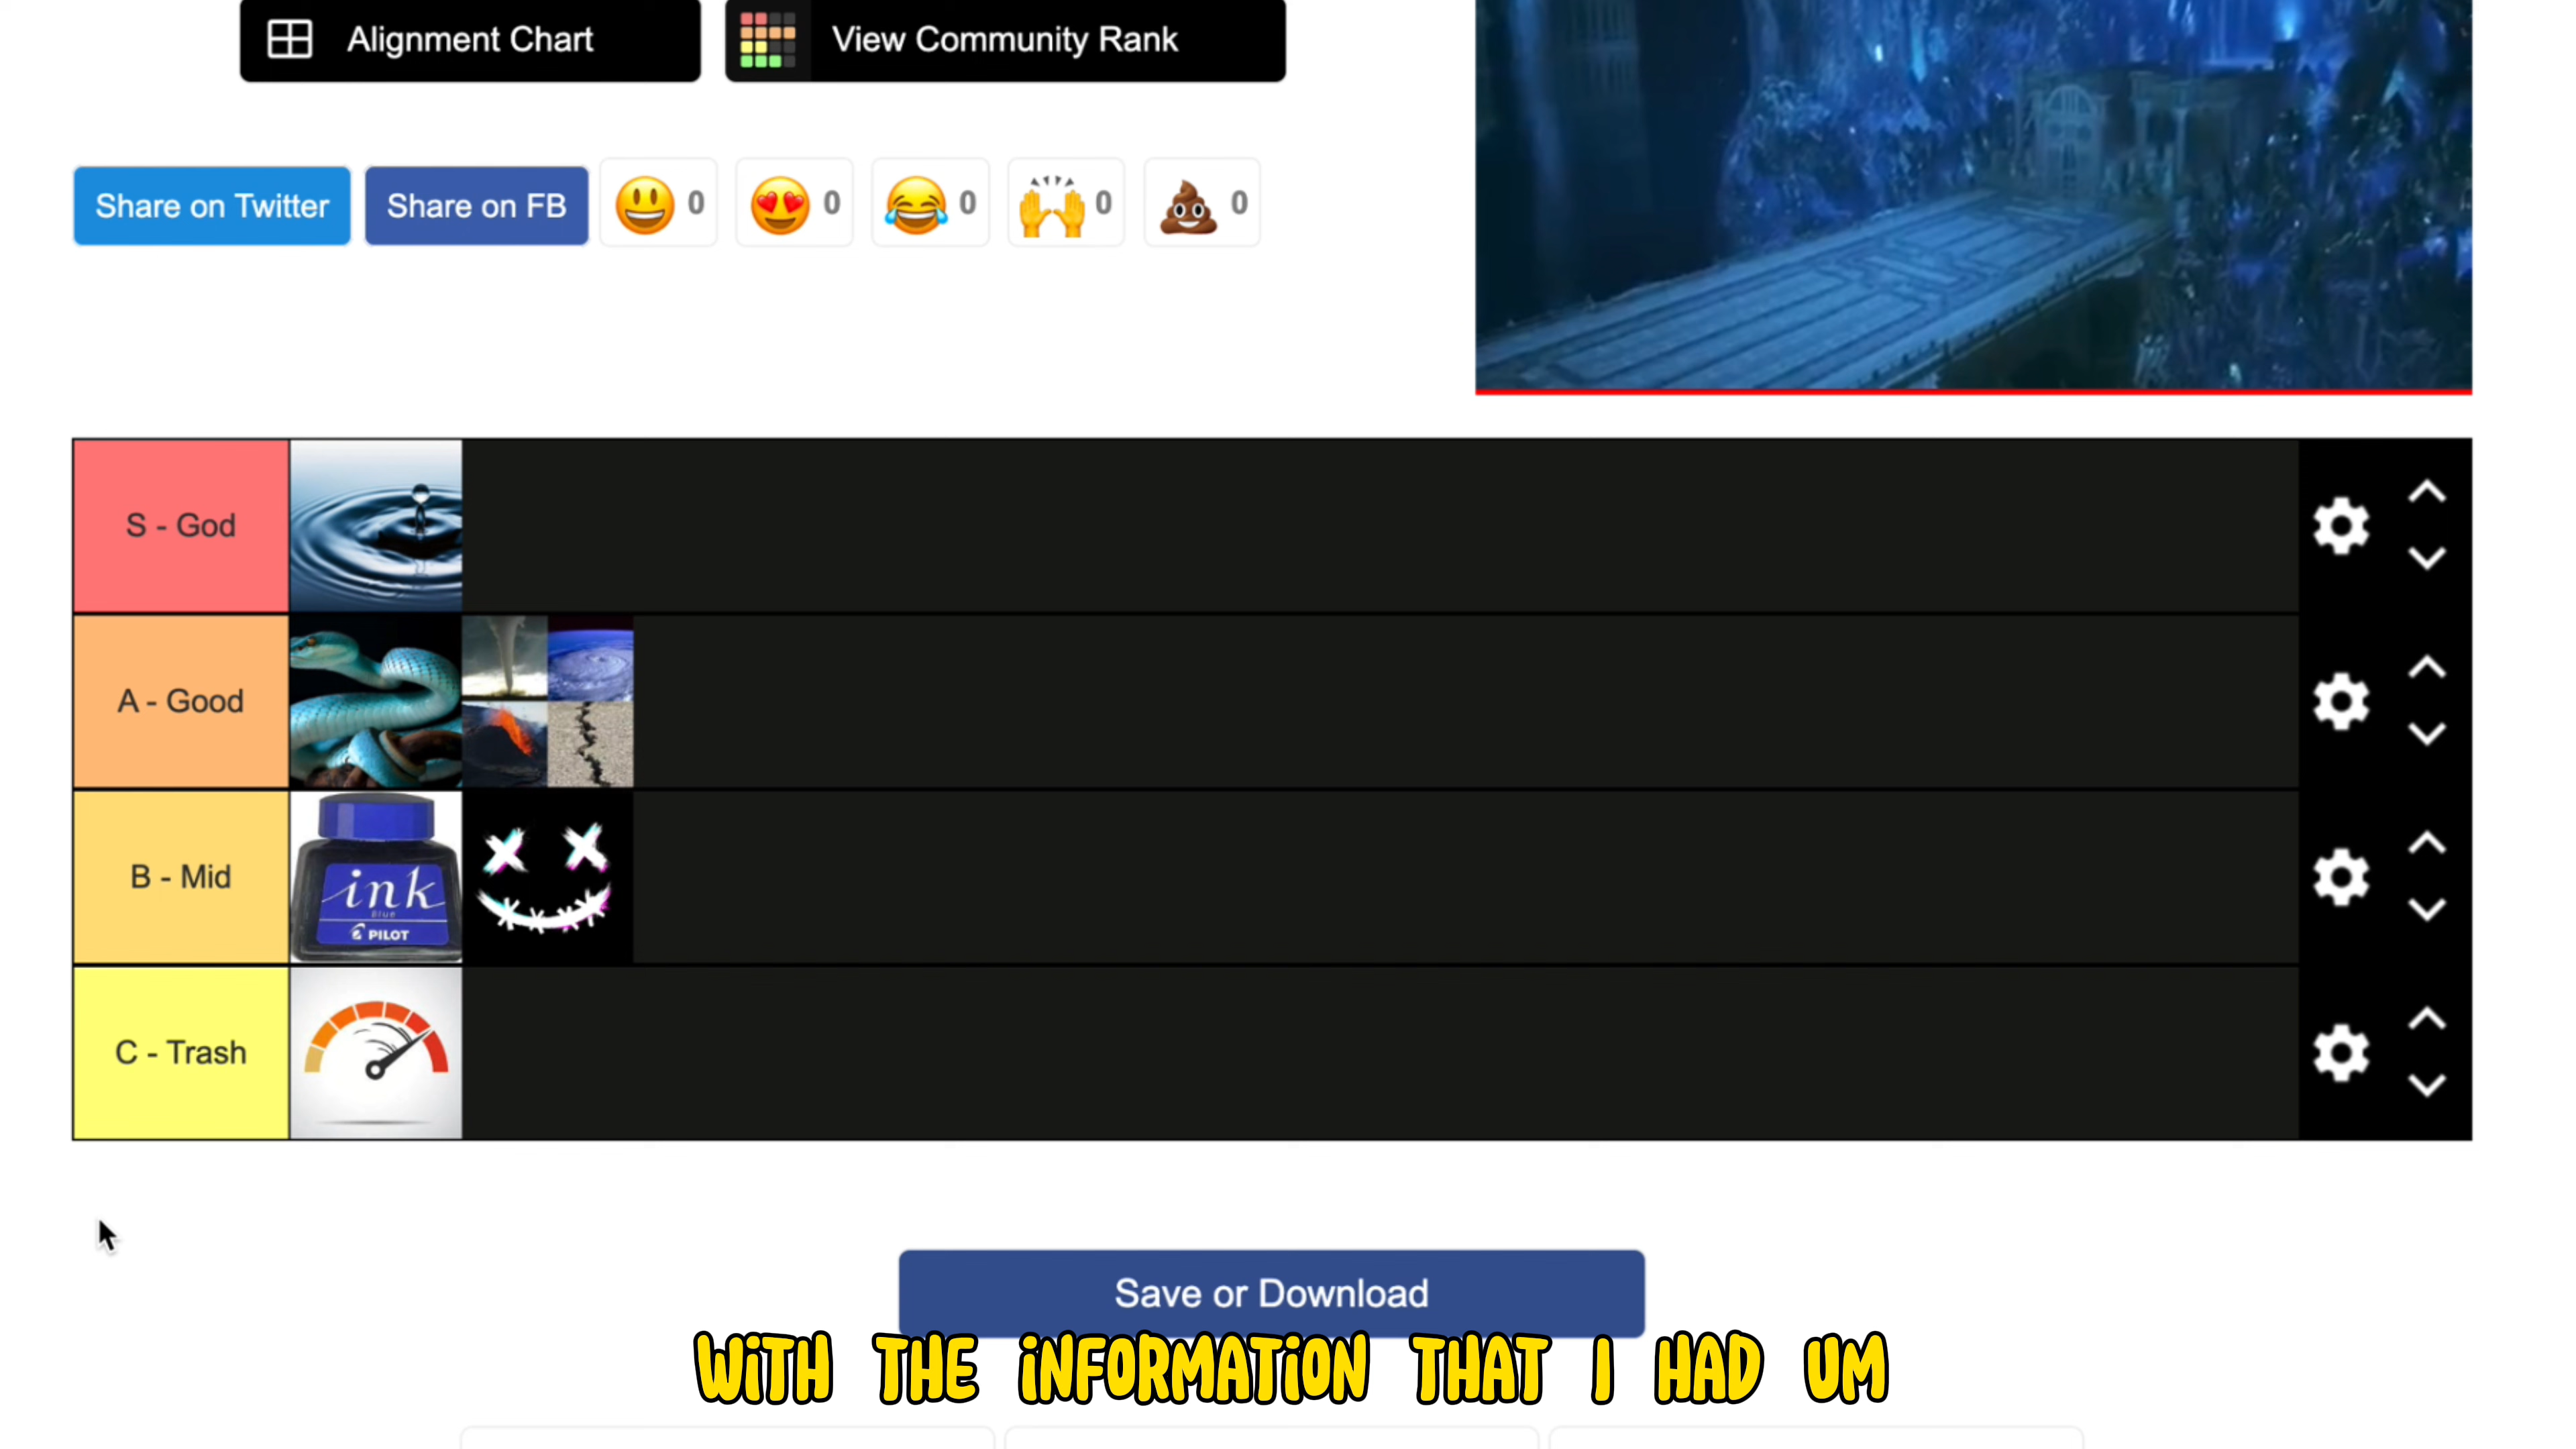 Alignment Chart
View Community Rank
Share on Twitter
Share on FB
0
0
0
0
0
S - God
A - Good
B - Mid
ink
Blue
PILOT
C - Trash
Save or Download
WiTH THE iNFORMATiON THAT I HAD UM